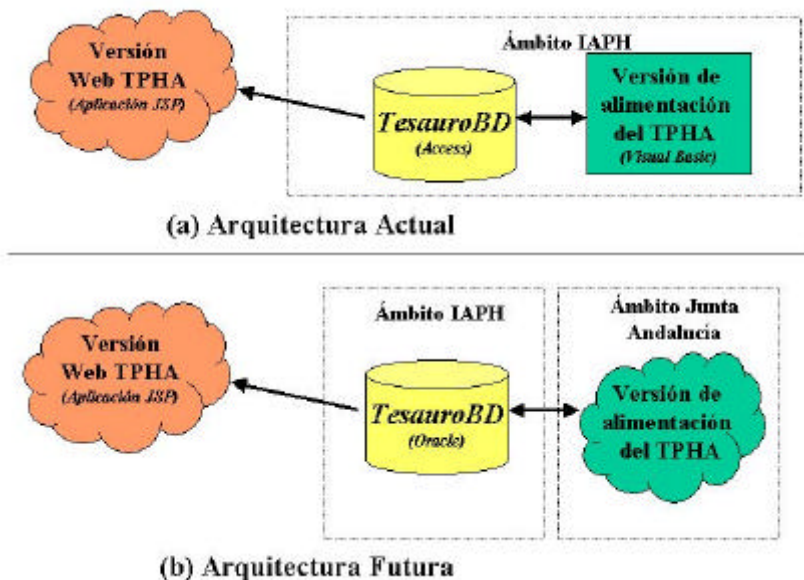 Versión
Web TPHA
(Aplicación JSP)
Ámbito IAPH
TesauroBD
(Access)
Versión de
alimentación
del TPHA
(Visual Basic)
(a) Arquitectura Actual
Versión
Web TPHA
(Aplicación JSP)
Ámbito IAPH
TesauroBD
(Oracle)
Ámbito Junta
Andalucía
Versión de
alimentación
del TPHA
(b) Arquitectura Futura